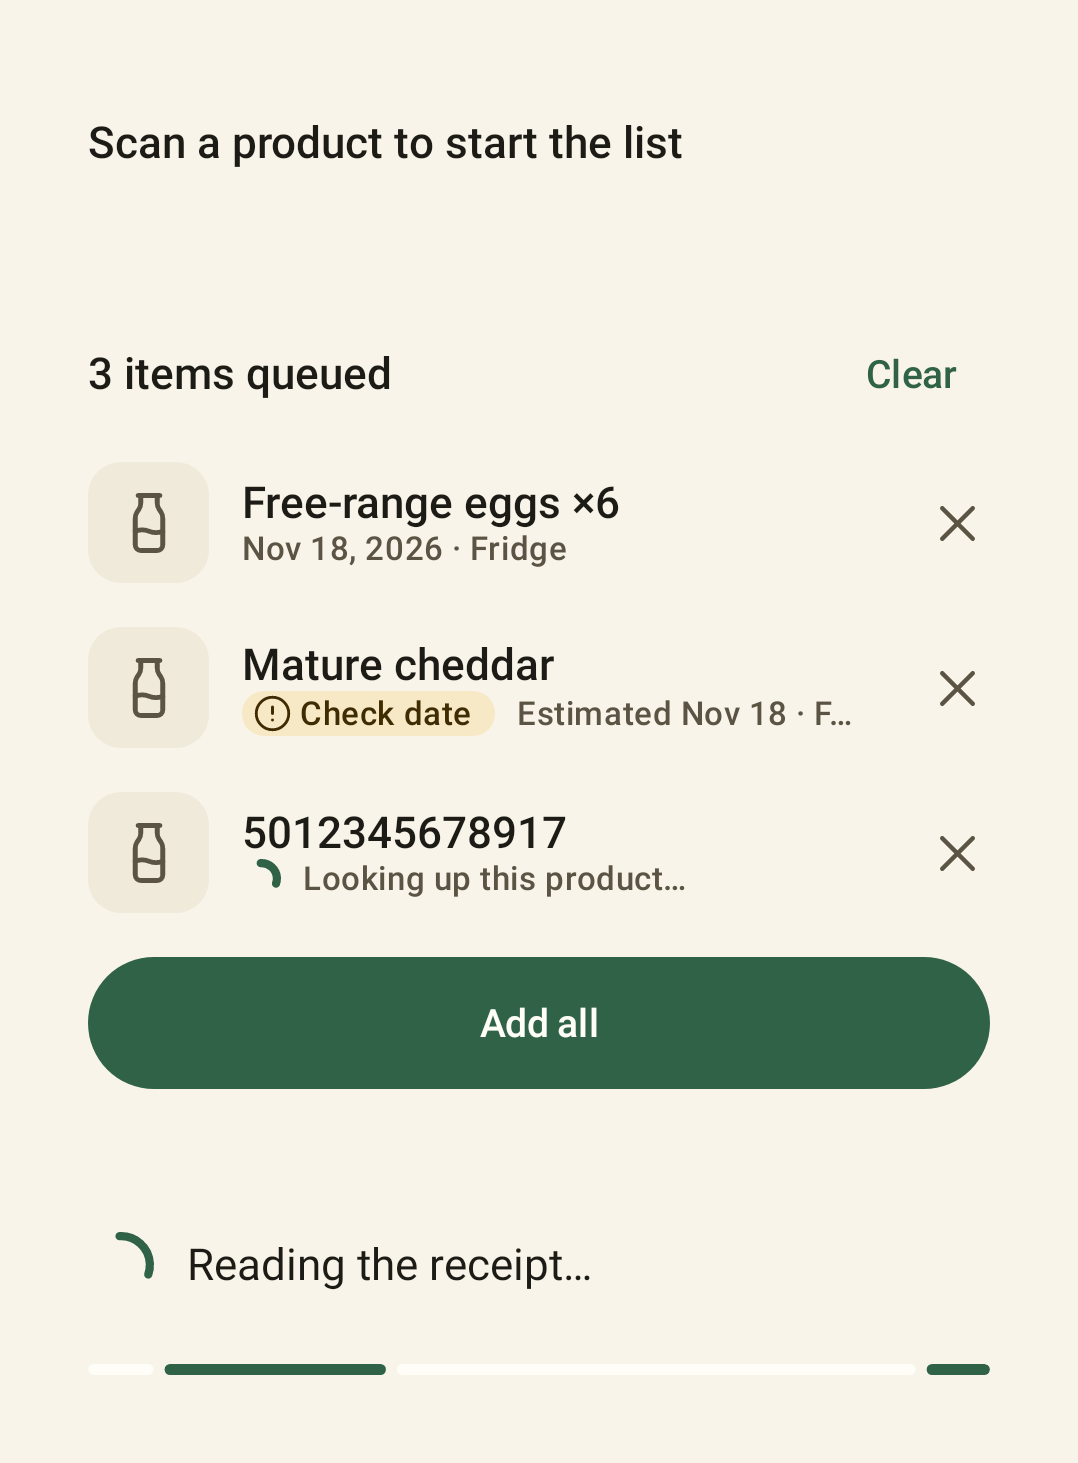 Scan a product to start the list
3 items queued
Clear
Free-range eggs ×6
Nov 18, 2026 · Fridge
Mature cheddar
Check date
Estimated Nov 18 · F…
5012345678917
Looking up this product…
Add all
Reading the receipt…